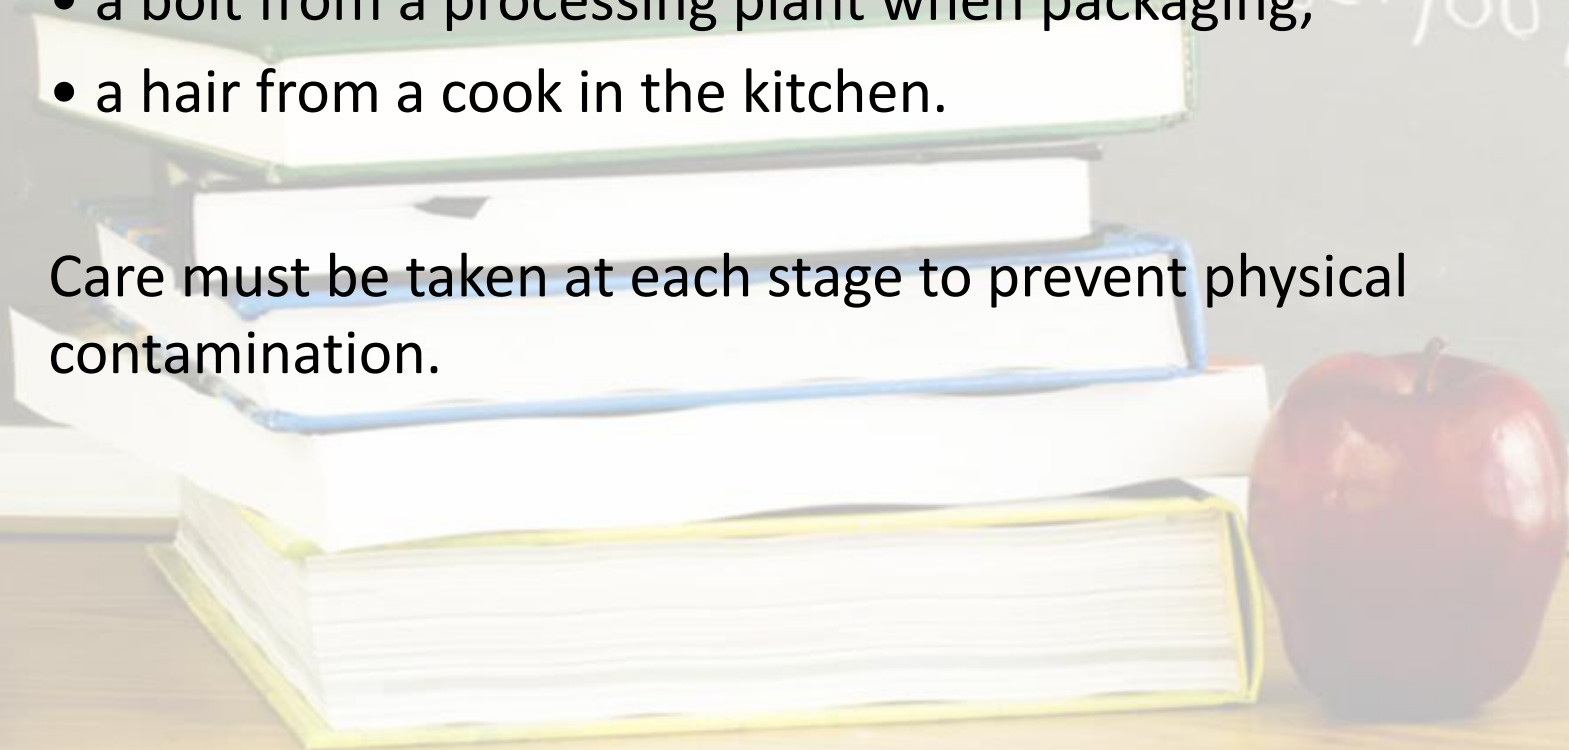 • a bolt from a processing plant when packaging;
• a hair from a cook in the kitchen.
Care must be taken at each stage to prevent physical
contamination.